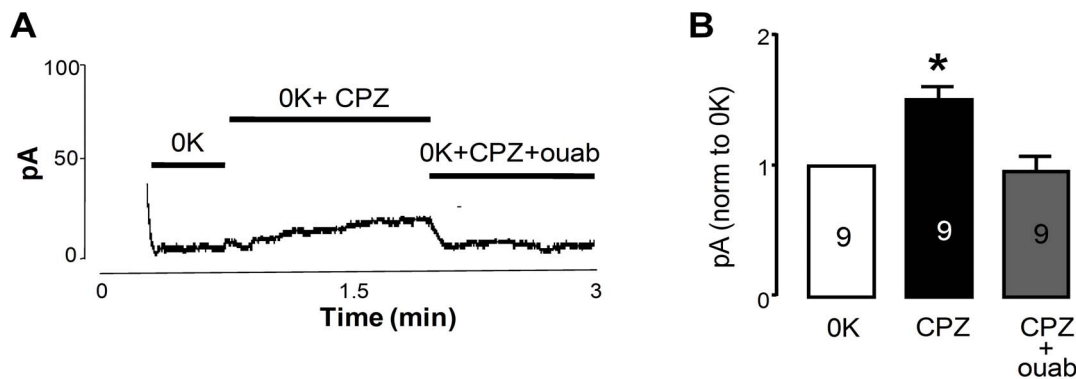 A
100
50
0
pA
0K
0K+ CPZ
0K+CPZ+ouab
0
1.5
3
Time (min)
B
2
1
0
pA (norm to 0K)
*
9
9
9
0K
CPZ
CPZ
+
ouab